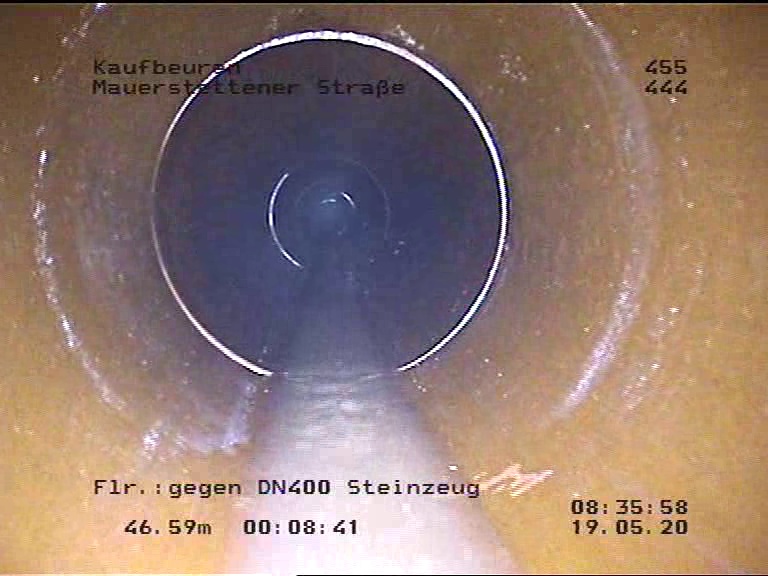 Kaufbeuren 455
Mauerstettener Straße 444
Flr.:gegen DN400 Steinzeug
08:35:58
46.59m 00:08:41 19.05.20